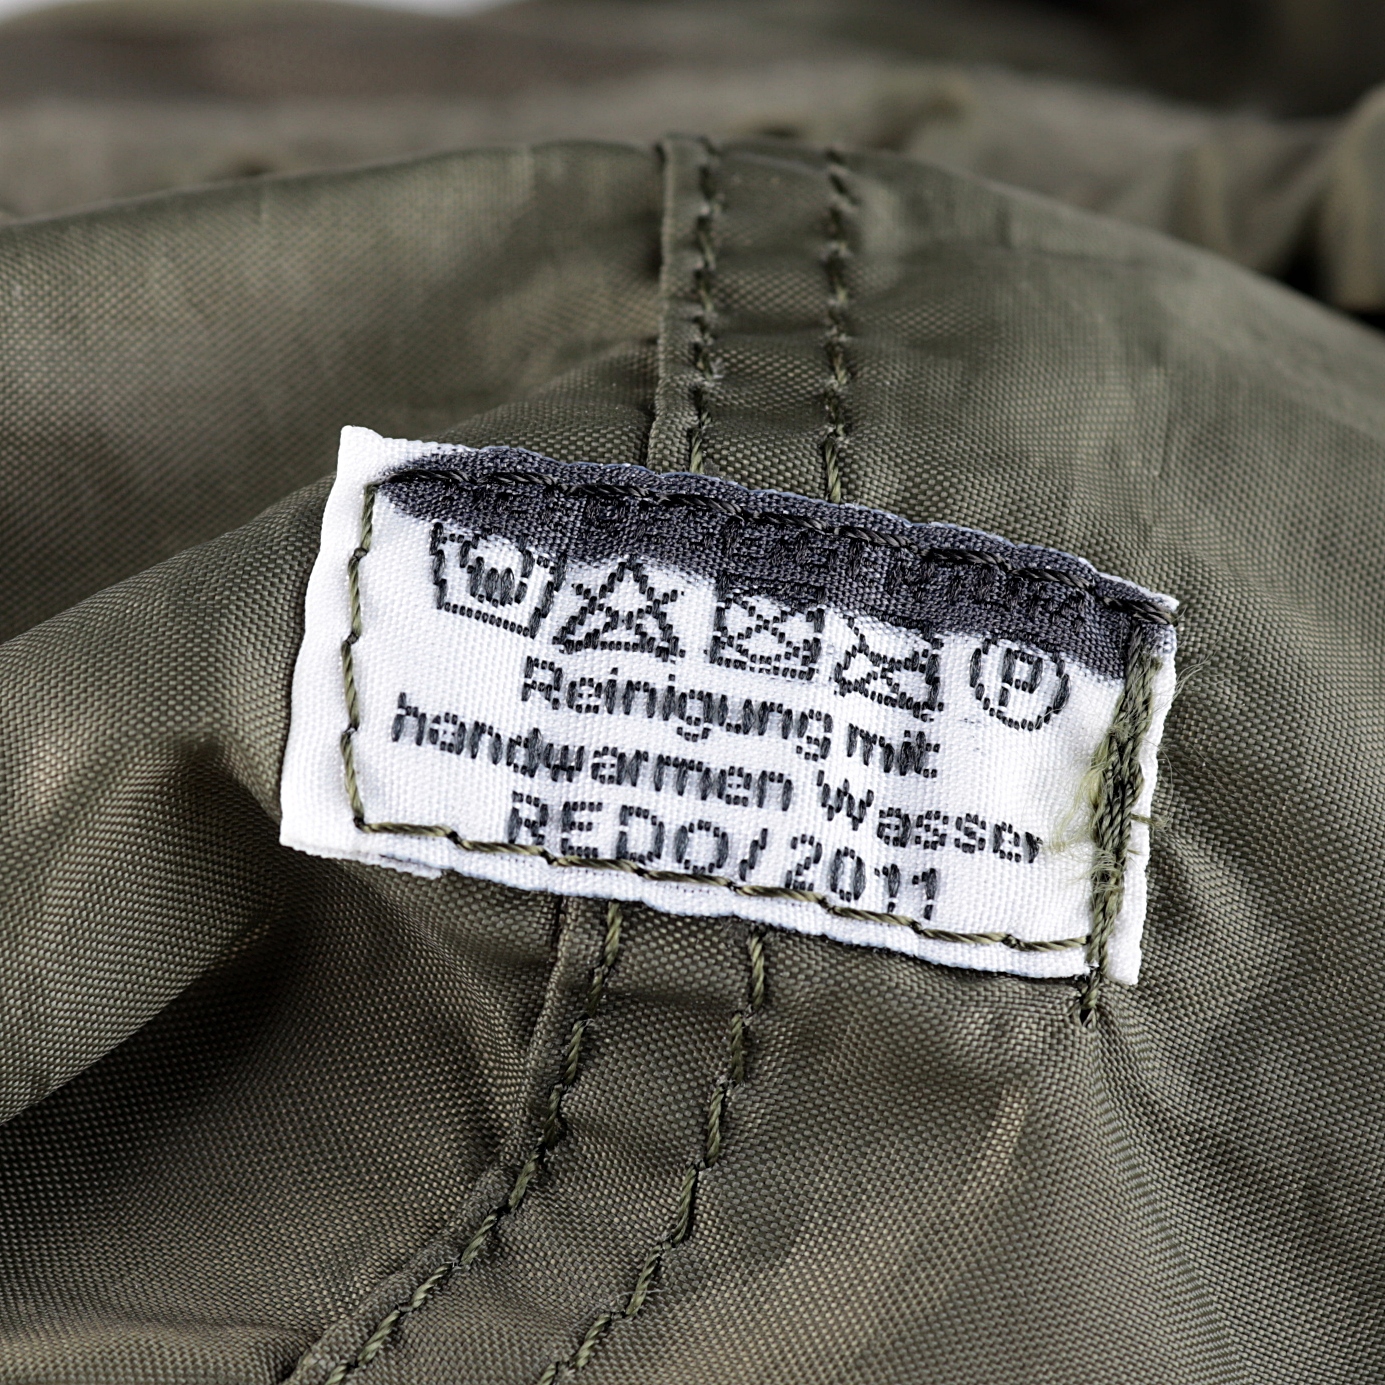 Reinigung mit
handwarmen Wasser
REDO/ 2011